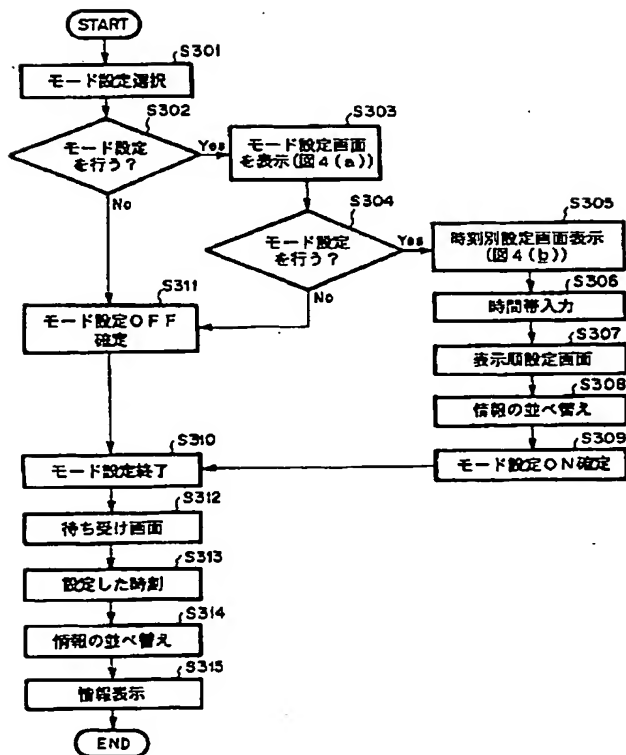 START
S301
モード設定選択
S302
モード設定
を行う?
Yes
No
S303
モード設定画面
を表示(図4(a))
S304
モード設定
を行う?
Yes
No
S305
時刻別設定画面表示
(図4(b))
S306
時間帯入力
S307
表示順設定画面
S308
情報の並べ替え
S309
モード設定ON確定
S311
モード設定OFF
確定
S310
モード設定終了
S312
待ち受け画面
S313
設定した時刻
S314
情報の並べ替え
S315
情報表示
END